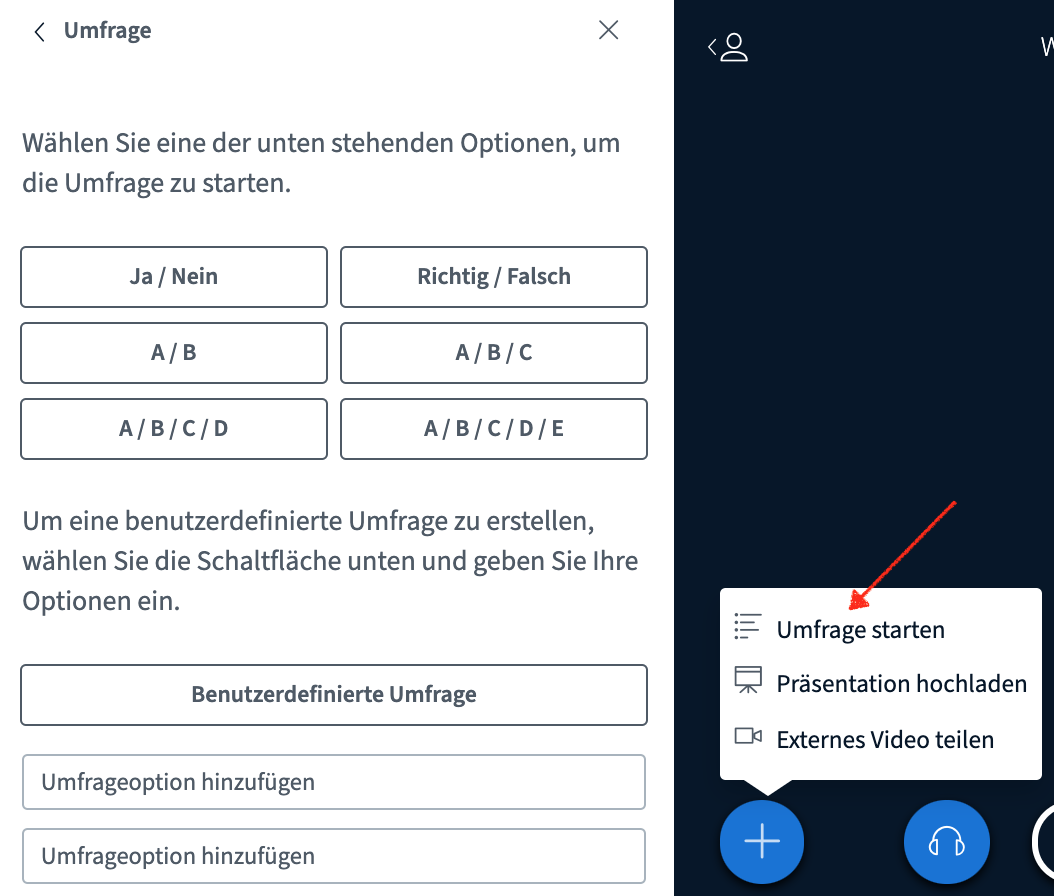 Umfrage
Wählen Sie eine der unten stehenden Optionen, um
die Umfrage zu starten.
Ja / Nein
Richtig / Falsch
A / B
A / B / C
A / B / C / D
A / B / C / D / E
Um eine benutzerdefinierte Umfrage zu erstellen,
wählen Sie die Schaltfläche unten und geben Sie Ihre
Optionen ein.
Benutzerdefinierte Umfrage
Umfrageoption hinzufügen
Umfrageoption hinzufügen
Umfrage starten
Präsentation hochladen
Externes Video teilen